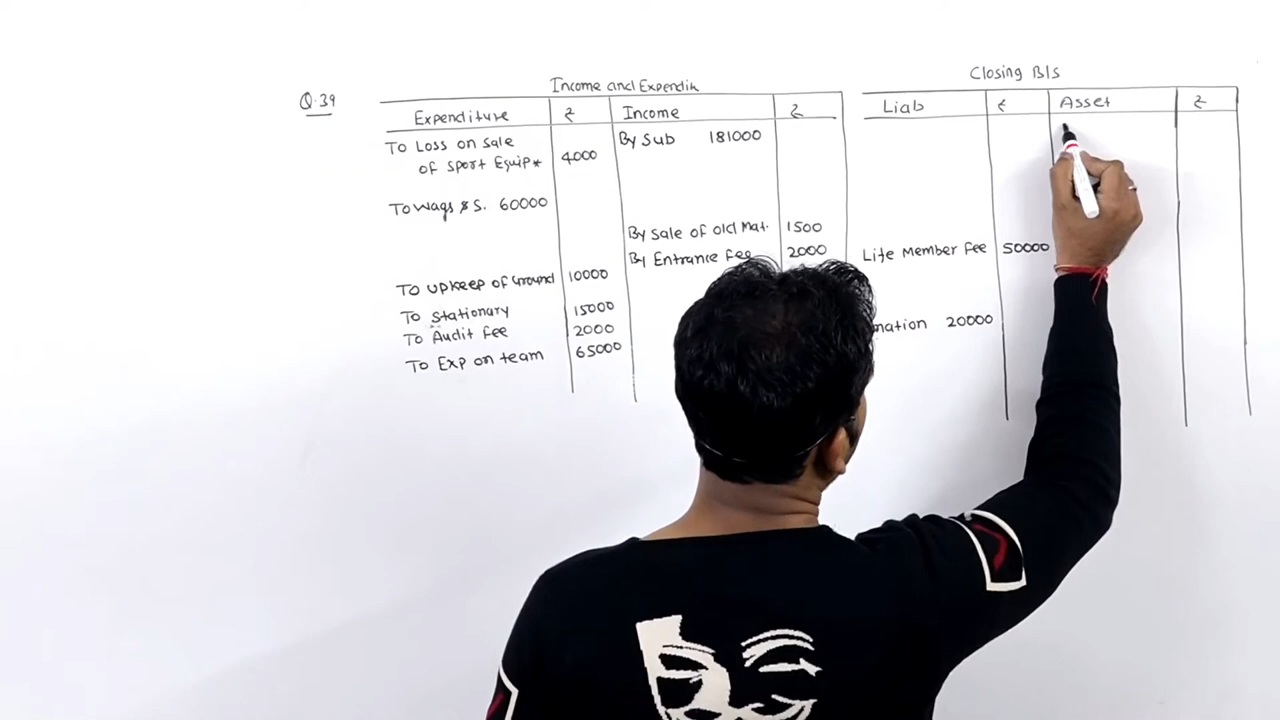 Q.39
Income and Expendit
Expenditure ₹ Income ₹
To Loss on sale
of Sport Equip* 4000
By Sub 181000
To Wags & S. 60000
By Sale of old Mat. 1500
By Entrance Fee 2000
To Upkeep of Ground 10000
To Stationary 15000
To Audit Fee 2000
To Exp on team 65000
Closing B/S
Liab ₹ Asset ₹
Life Member Fee 50000
nation 20000